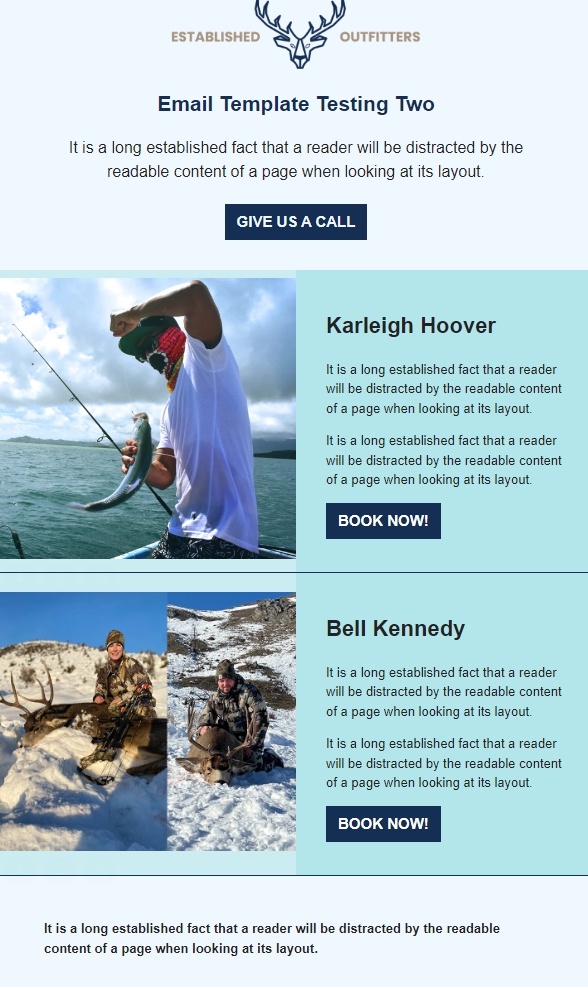 ESTABLISHED OUTFITTERS
Email Template Testing Two
It is a long established fact that a reader will be distracted by the
readable content of a page when looking at its layout.
GIVE US A CALL
Karleigh Hoover
It is a long established fact that a reader
will be distracted by the readable content
of a page when looking at its layout.
It is a long established fact that a reader
will be distracted by the readable content
of a page when looking at its layout.
BOOK NOW!
Bell Kennedy
It is a long established fact that a reader
will be distracted by the readable content
of a page when looking at its layout.
It is a long established fact that a reader
will be distracted by the readable content
of a page when looking at its layout.
BOOK NOW!
It is a long established fact that a reader will be distracted by the readable
content of a page when looking at its layout.